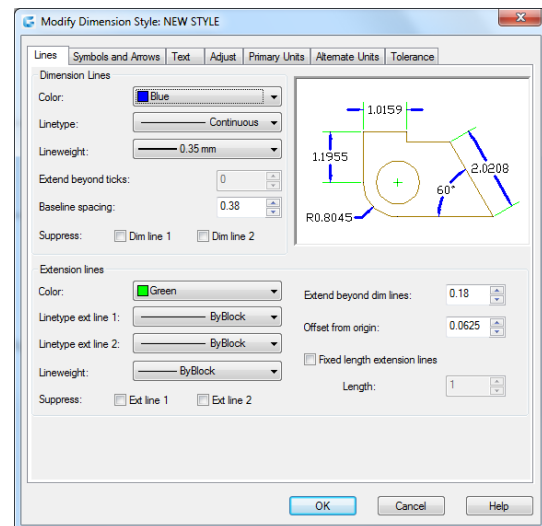 Modify Dimension Style: NEW STYLE
Lines Symbols and Arrows Text Adjust Primary Units Alternate Units Tolerance
Dimension Lines
Color: Blue
Linetype: Continuous
Lineweight: 0.35 mm
Extend beyond ticks: 0
Baseline spacing: 0.38
Suppress: Dim line 1 Dim line 2
1.0159
1.1955
2.0208
60°
R0.8045
Extension lines
Color: Green
Linetype ext line 1: ByBlock
Linetype ext line 2: ByBlock
Lineweight: ByBlock
Suppress: Ext line 1 Ext line 2
Extend beyond dim lines: 0.18
Offset from origin: 0.0625
Fixed length extension lines
Length: 1
OK Cancel Help